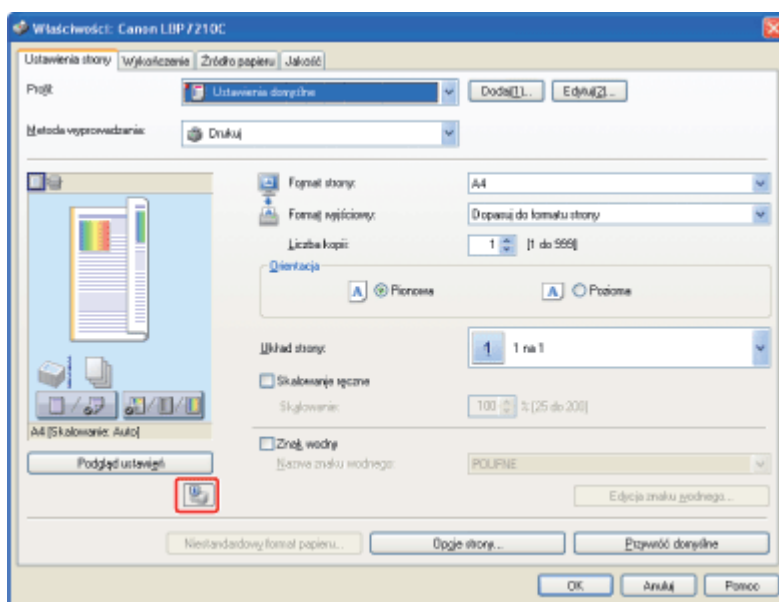 Właściwości: Canon LBP7210C
Ustawienia strony Wykończenie Źródło papieru Jakość
Profil: Ustawienia domyślne Dodaj[1]... Edytuj[2]...
Metoda wyprowadzania: Drukuj
Format strony: A4
Format wyjściowy: Dopasuj do formatu strony
Liczba kopii: 1 [1 do 999]
Orientacja
A Pionowa A Pozioma
Układ strony: 1 1 na 1
Skalowanie ręczne
Skalowanie: 100 % [25 do 200]
A4 [Skalowanie: Auto]
Znak wodny
Podgląd ustawień Nazwa znaku wodnego: POUFNE
Edycja znaku wodnego...
Niestandardowy format papieru... Opcje strony... Przywróć domyślne
OK Anuluj Pomoc